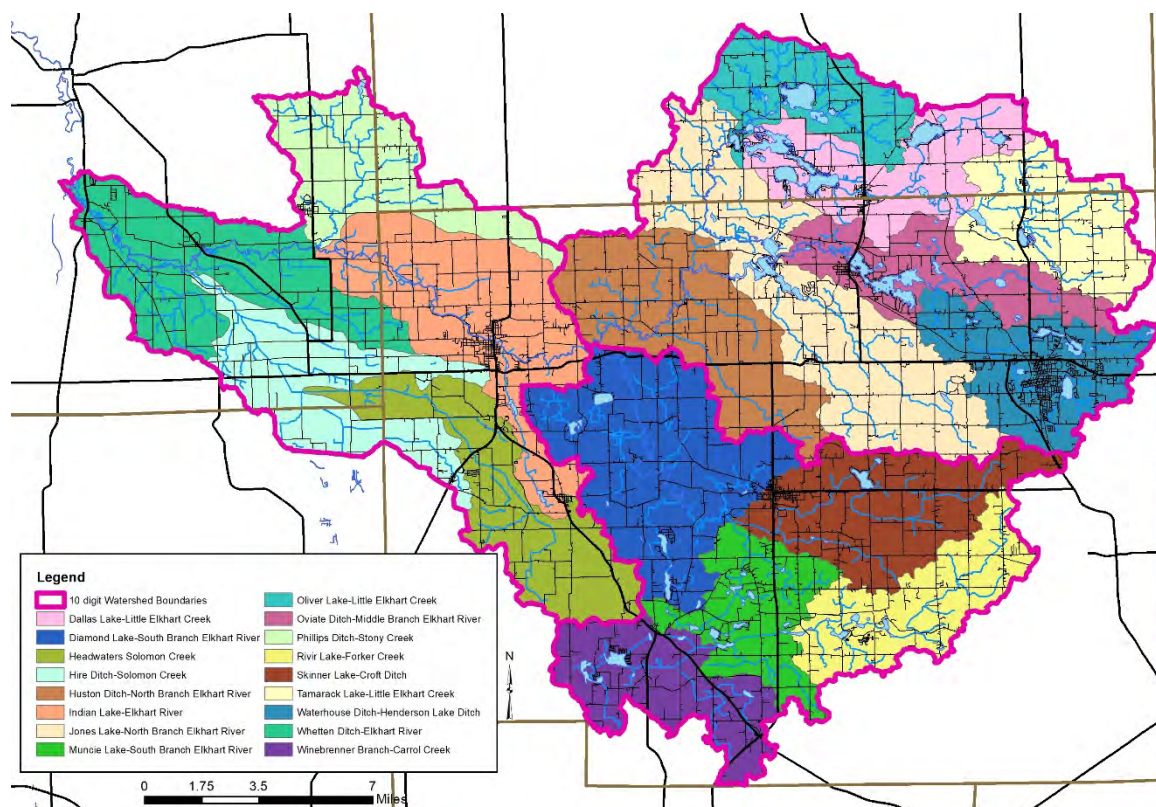 N
Legend
10 digit Watershed Boundaries
Dallas Lake-Little Elkhart Creek
Diamond Lake-South Branch Elkhart River
Headwaters Solomon Creek
Hire Ditch-Solomon Creek
Huston Ditch-North Branch Elkhart River
Indian Lake-Elkhart River
Jones Lake-North Branch Elkhart River
Muncie Lake-South Branch Elkhart River
Oliver Lake-Little Elkhart Creek
Oviate Ditch-Middle Branch Elkhart River
Phillips Ditch-Stony Creek
Rivir Lake-Forker Creek
Skinner Lake-Croft Ditch
Tamarack Lake-Little Elkhart Creek
Waterhouse Ditch-Henderson Lake Ditch
Whetten Ditch-Elkhart River
Winebrenner Branch-Carrol Creek
0 1.75 3.5 7
Miles